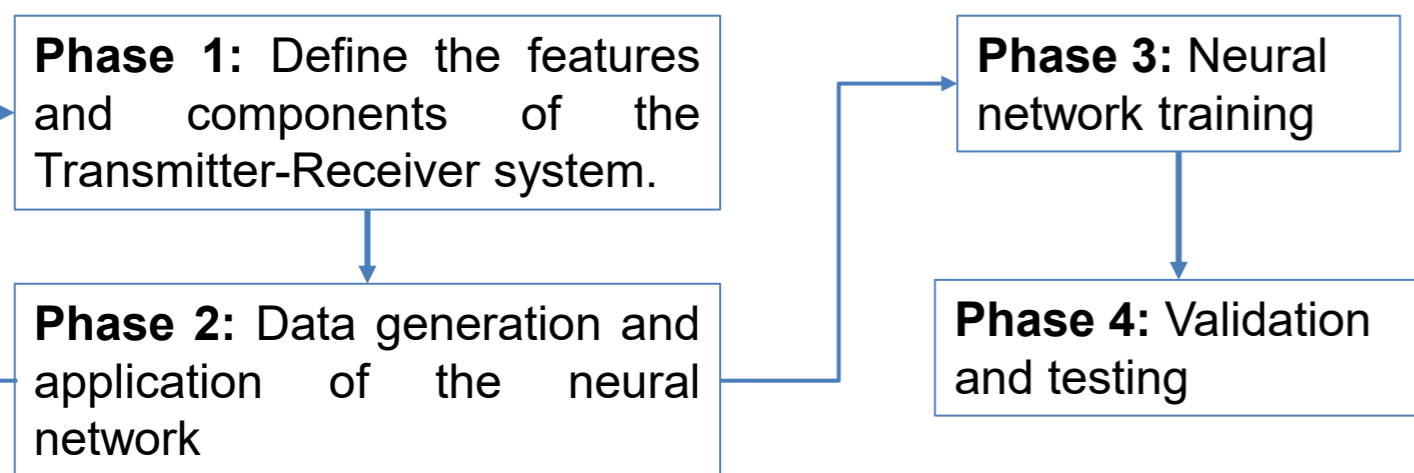 Phase 1: Define the features
and components of the
Transmitter-Receiver system.
Phase 2: Data generation and
application of the neural
network
Phase 3: Neural
network training
Phase 4: Validation
and testing